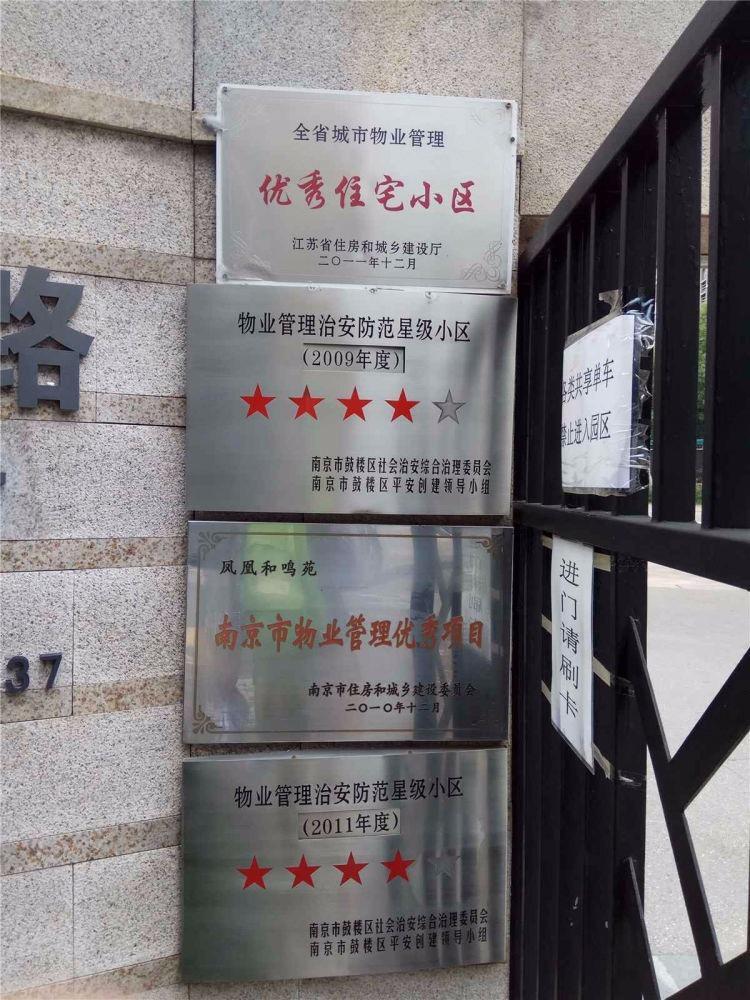 全省城市物业管理
优秀住宅小区
江苏省住房和城乡建设厅
二〇一一年十二月
物业管理治安防范星级小区
(2009年度)
南京市鼓楼区社会治安综合治理委员会
南京市鼓楼区平安创建领导小组
凤凰和鸣苑
南京市物业管理优秀项目
南京市住房和城乡建设委员会
二〇一〇年十二月
物业管理治安防范星级小区
(2011年度)
南京市鼓楼区社会治安综合治理委员会
南京市鼓楼区平安创建领导小组
路
37
各类共享单车
禁止进入园区
进门请刷卡